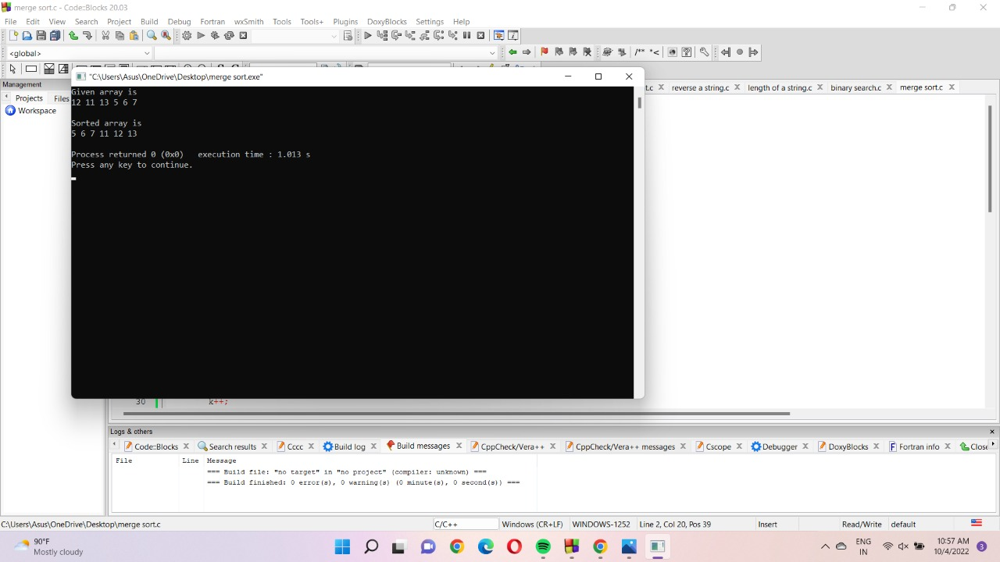 merge sort.c - Code::Blocks 20.03
File Edit View Search Project Build Debug Fortran wxSmith Tools Tools+ Plugins DoxyBlocks Settings Help
/** *<
<global>
Management
"C:\Users\Asus\OneDrive\Desktop\merge sort.exe"
t.c reverse a string.c length of a string.c binary search.c merge sort.c
Projects Files
Workspace
Given array is
12 11 13 5 6 7
Sorted array is
5 6 7 11 12 13
Process returned 0 (0x0) execution time : 1.013 s
Press any key to continue.
30 k++;
Logs & others
Code::Blocks Search results Cccc Build log Build messages CppCheck/Vera++ CppCheck/Vera++ messages Cscope Debugger DoxyBlocks Fortran info Close
File Line Message
=== Build file: "no target" in "no project" (compiler: unknown) ===
=== Build finished: 0 error(s), 0 warning(s) (0 minute(s), 0 second(s)) ===
C:\Users\Asus\OneDrive\Desktop\merge sort.c C/C++ Windows (CR+LF) WINDOWS-1252 Line 2, Col 20, Pos 39 Insert Read/Write default
90°F
Mostly cloudy
ENG
IN
10:57 AM
10/4/2022
3